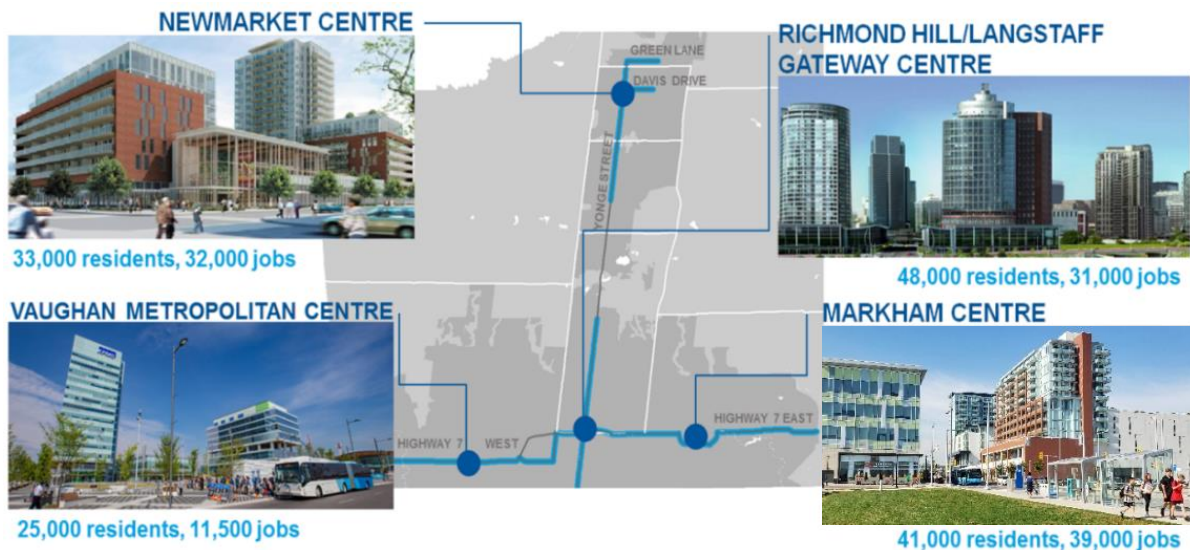 NEWMARKET CENTRE
33,000 residents, 32,000 jobs
VAUGHAN METROPOLITAN CENTRE
25,000 residents, 11,500 jobs
GREEN LANE
DAVIS DRIVE
YONGE STREET
HIGHWAY 7 WEST
HIGHWAY 7 EAST
RICHMOND HILL/LANGSTAFF
GATEWAY CENTRE
48,000 residents, 31,000 jobs
MARKHAM CENTRE
41,000 residents, 39,000 jobs